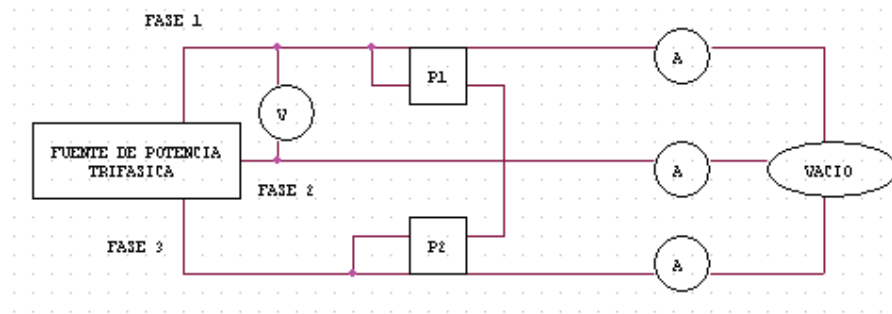 FASE 1
P1
A
V
FUENTE DE POTENCIA
TRIFASICA
A
VACIO
FASE 2
P2
FASE 3
A